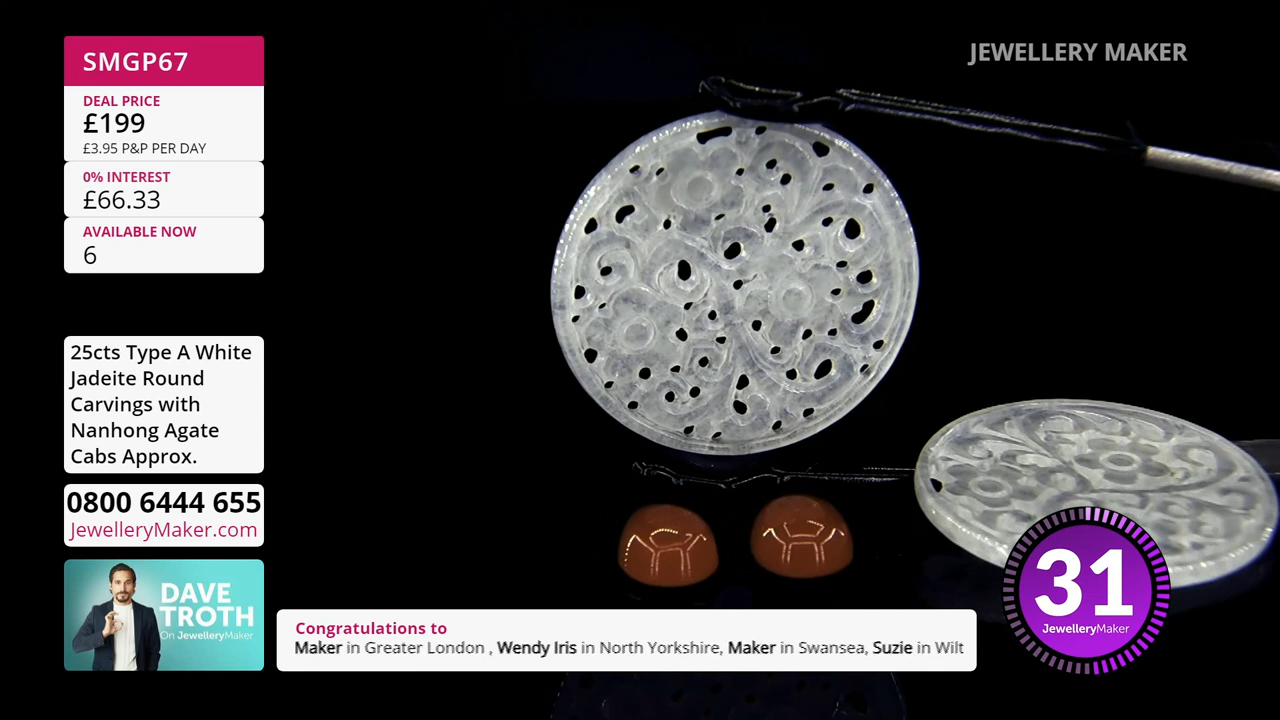 SMGP67
DEAL PRICE
£199
£3.95 P&P PER DAY
0% INTEREST
£66.33
AVAILABLE NOW
6
25cts Type A White
Jadeite Round
Carvings with
Nanhong Agate
Cabs Approx.
0800 6444 655
JewelleryMaker.com
DAVE
TROTH
On JewelleryMaker
Congratulations to
Maker in Greater London , Wendy Iris in North Yorkshire, Maker in Swansea, Suzie in Wilt
JEWELLERY MAKER
31
JewelleryMaker